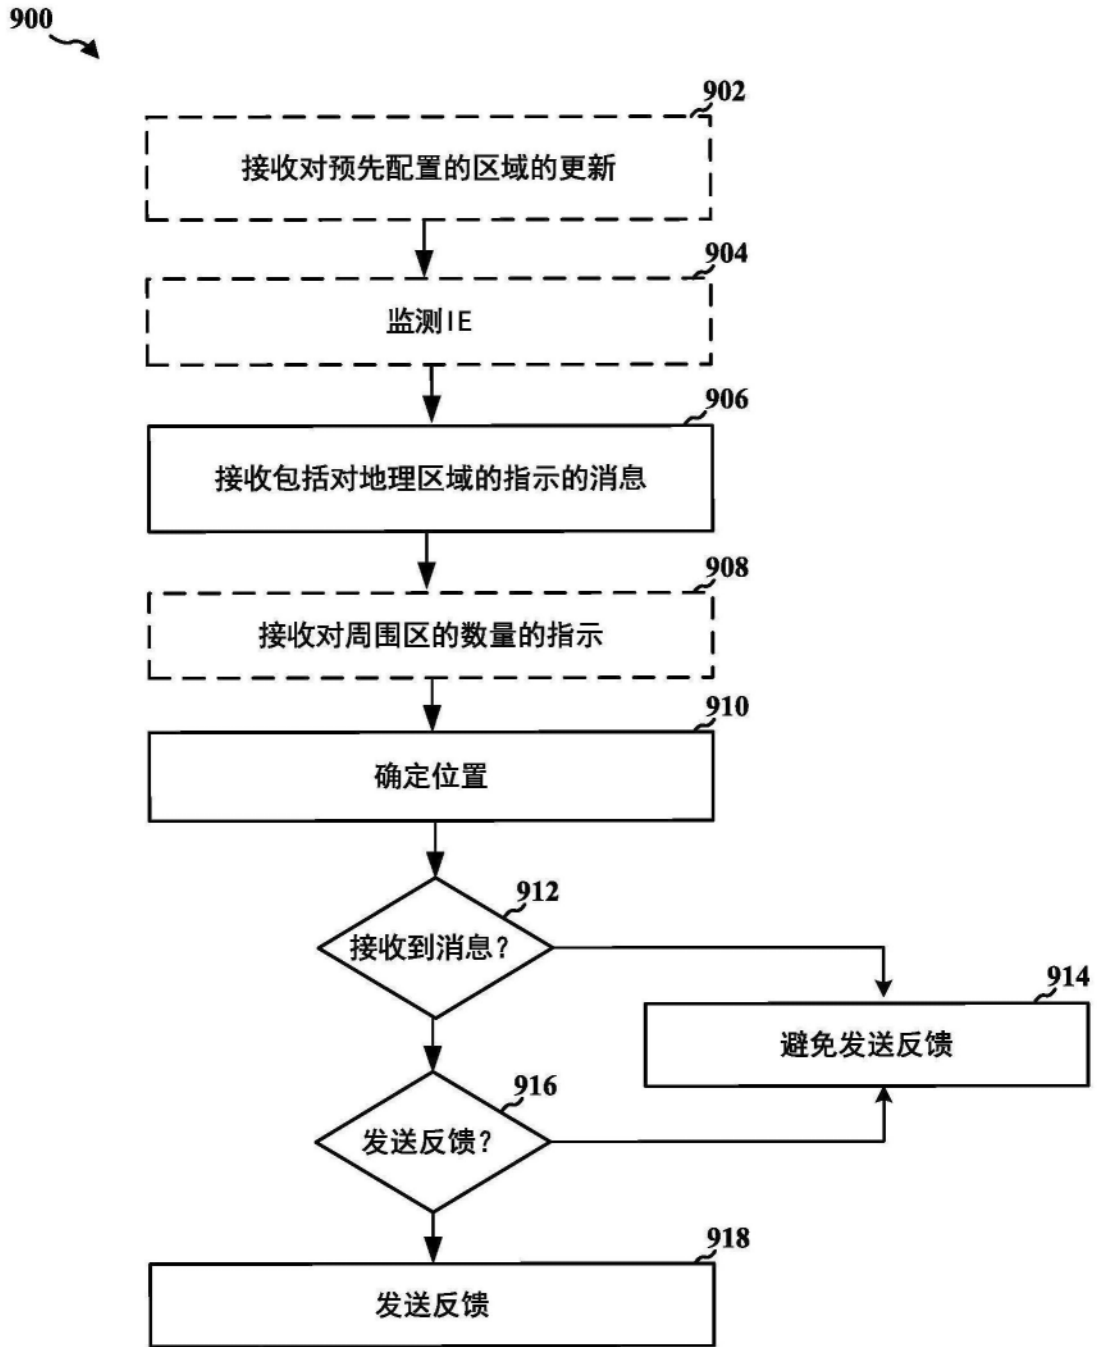 900
902
接收对预先配置的区域的更新
904
监测IE
906
接收包括对地理区域的指示的消息
908
接收对周围区的数量的指示
910
确定位置
912
接收到消息?
914
避免发送反馈
916
发送反馈?
918
发送反馈